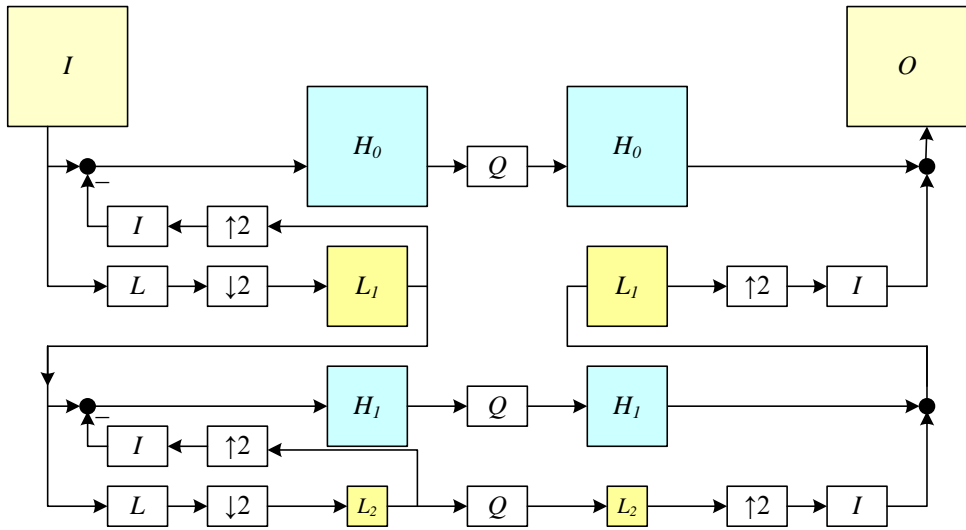 I O
H₀ Q H₀
–
I ↑2
L ↓2 L₁ L₁ ↑2 I
H₁ Q H₁
–
I ↑2
L ↓2 L₂ Q L₂ ↑2 I